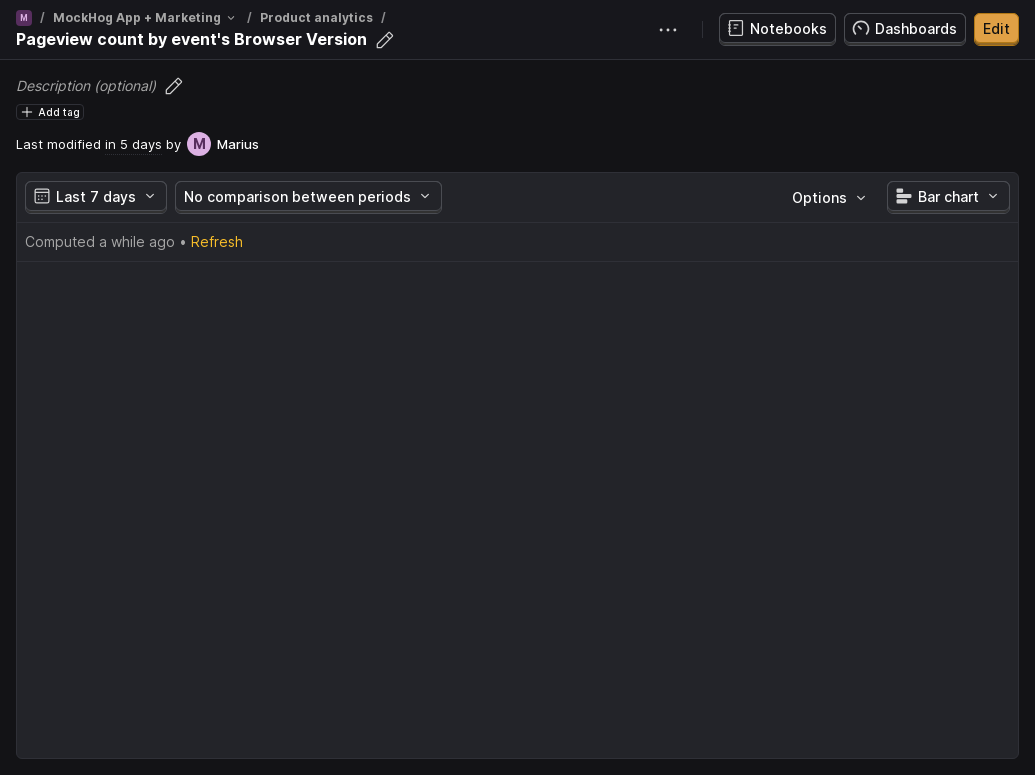 M / MockHog App + Marketing / Product analytics /
Pageview count by event's Browser Version
Notebooks Dashboards Edit
Description (optional)
Add tag
Last modified in 5 days by M Marius
Last 7 days No comparison between periods Options Bar chart
Computed a while ago • Refresh